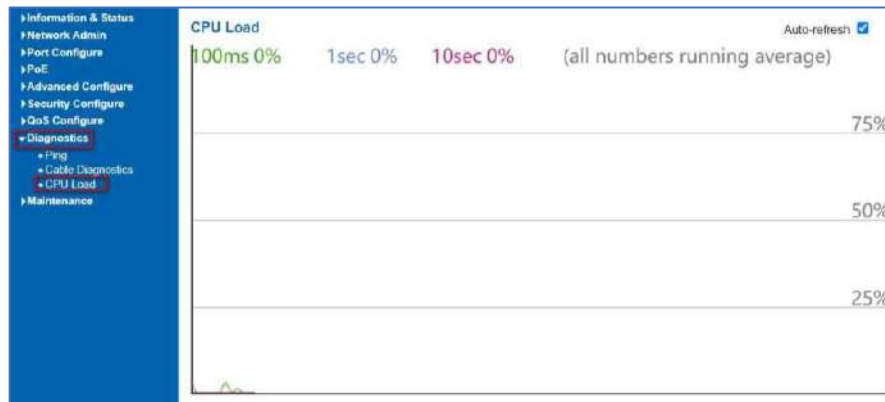 Information & Status
Network Admin
Port Configure
PoE
Advanced Configure
Security Configure
QoS Configure
Diagnostics
Ping
Cable Diagnostics
CPU Load
Maintenance
CPU Load
Auto-refresh
100ms 0% 1sec 0% 10sec 0% (all numbers running average)
75%
50%
25%